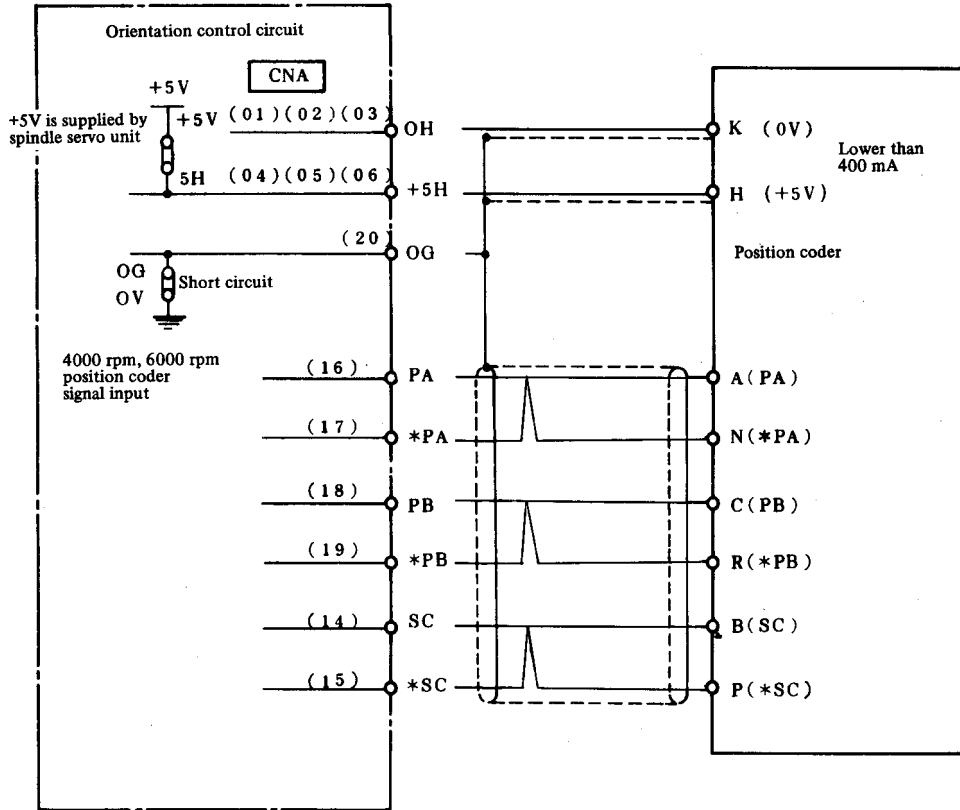 Orientation control circuit
CNA
+5V
+5V is supplied by
spindle servo unit
+5V
(01)(02)(03)
OH
K (0V)
Lower than
400 mA
5H
(04)(05)(06)
+5H
H (+5V)
(20)
OG
Position coder
OG
OV
Short circuit
4000 rpm, 6000 rpm
position coder
signal input
(16)
PA
A(PA)
(17)
*PA
N(*PA)
(18)
PB
C(PB)
(19)
*PB
R(*PB)
(14)
SC
B(SC)
(15)
*SC
P(*SC)